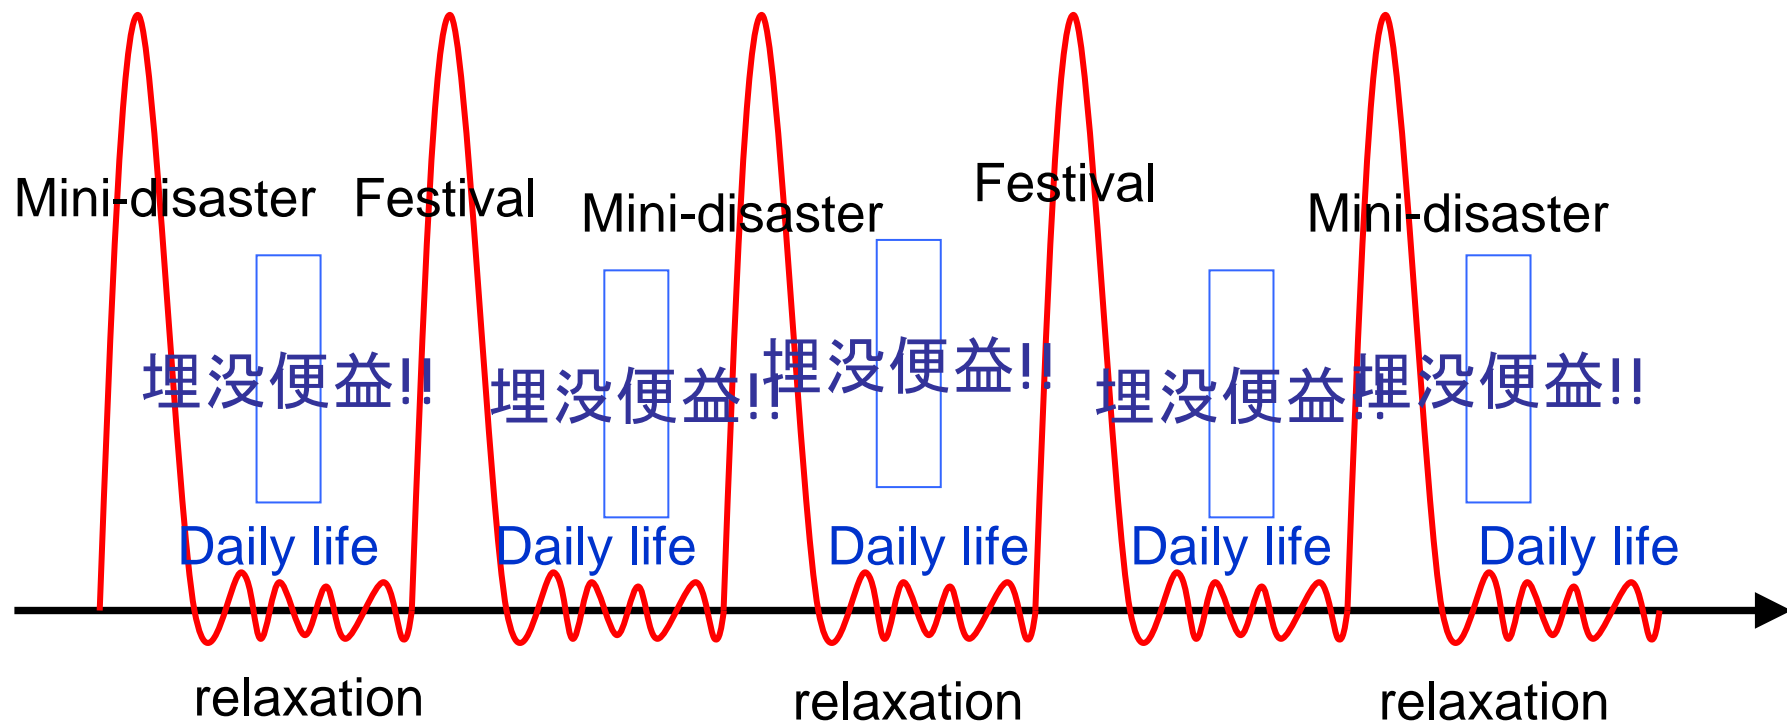 Mini-disaster
Festival
Mini-disaster
Festival
Mini-disaster
埋没便益!!
埋没便益!!
埋没便益!!
埋没便益!!
埋没便益!!
Daily life
Daily life
Daily life
Daily life
Daily life
relaxation
relaxation
relaxation